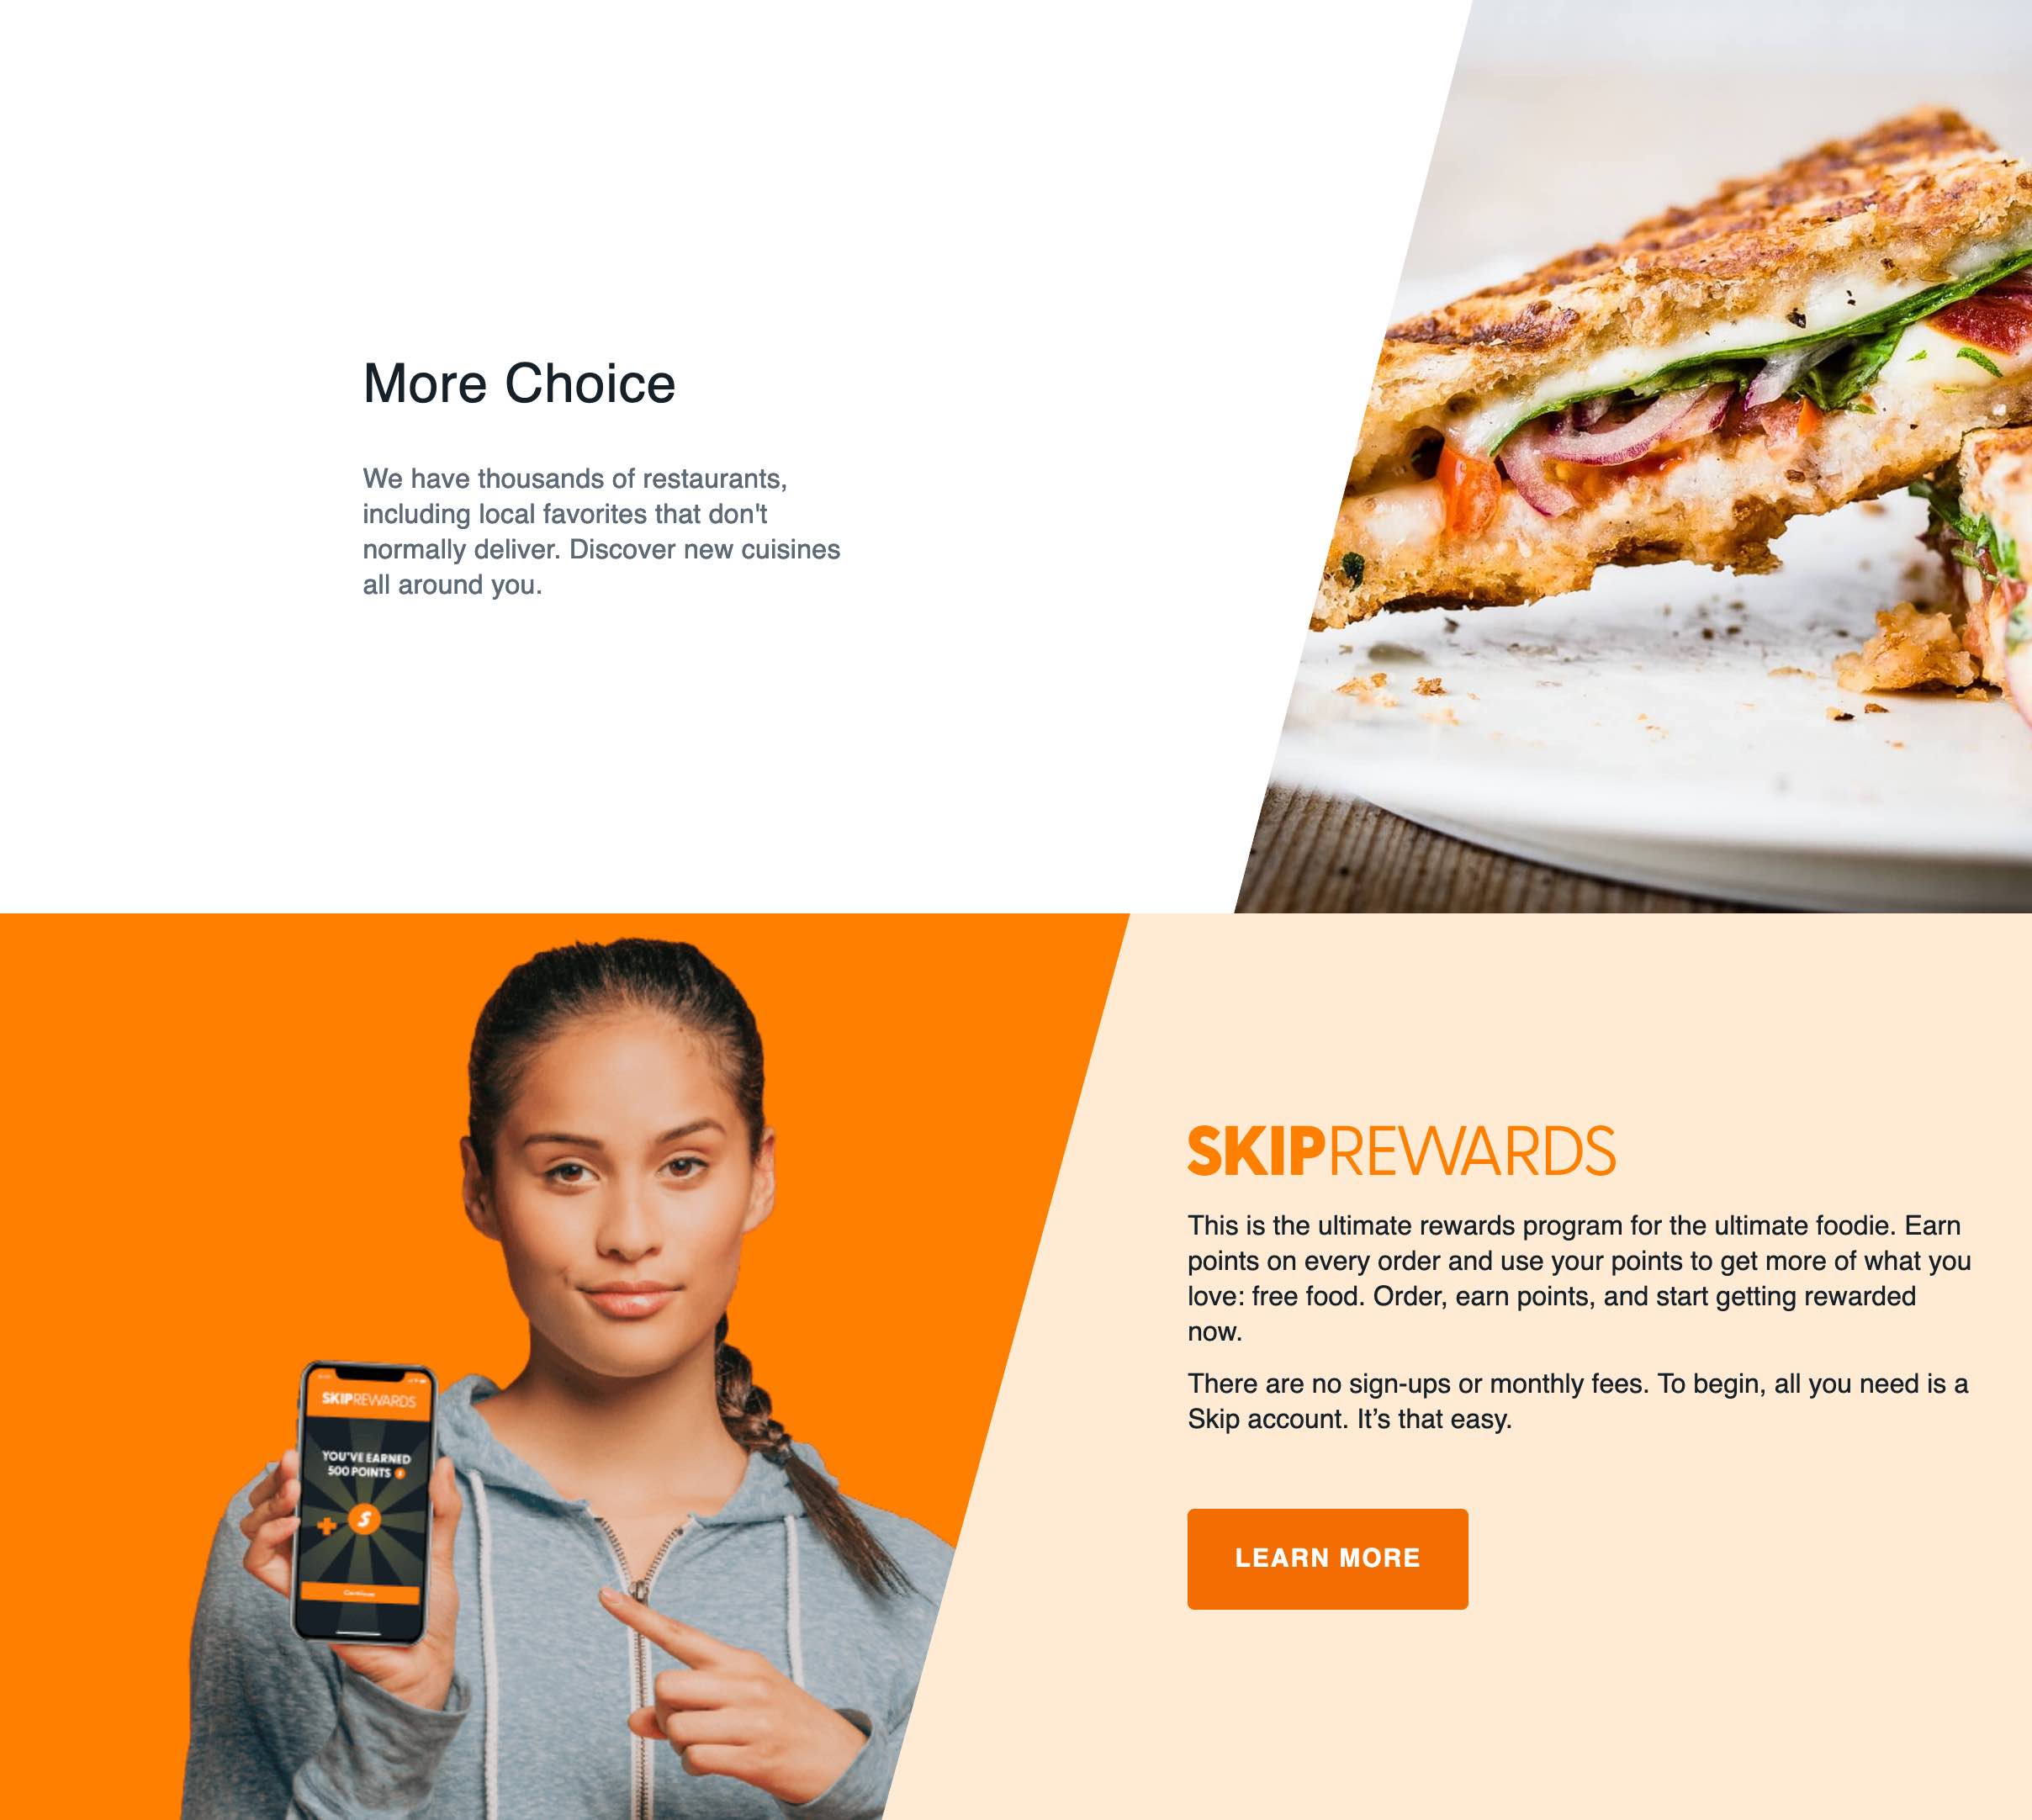 More Choice
We have thousands of restaurants,
including local favorites that don't
normally deliver. Discover new cuisines
all around you.
SKIPREWARDS
YOU'VE EARNED
500 POINTS S
S
Continue
SKIPREWARDS
This is the ultimate rewards program for the ultimate foodie. Earn
points on every order and use your points to get more of what you
love: free food. Order, earn points, and start getting rewarded
now.
There are no sign-ups or monthly fees. To begin, all you need is a
Skip account. It’s that easy.
LEARN MORE